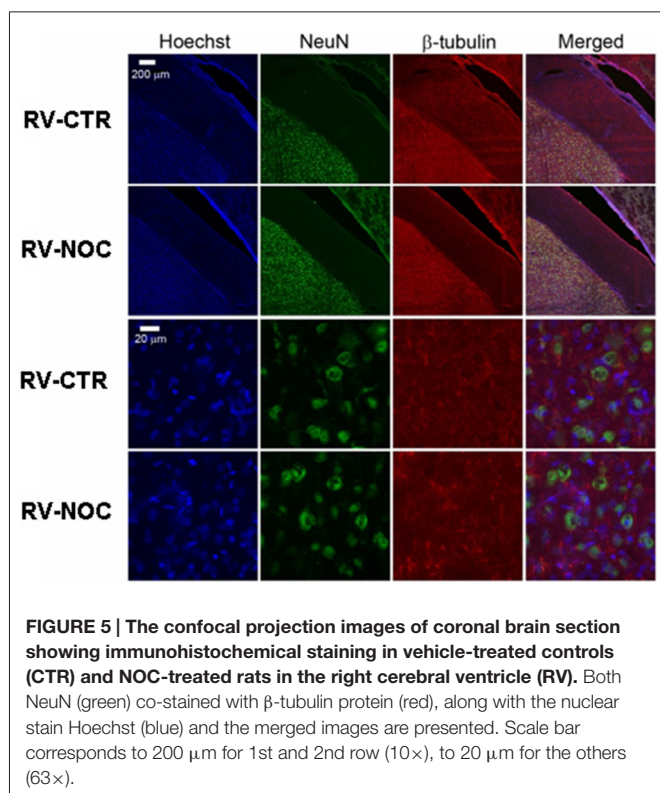 Hoechst NeuN β-tubulin Merged
200 μm
RV-CTR
RV-NOC
20 μm
RV-CTR
RV-NOC
FIGURE 5 | The confocal projection images of coronal brain section
showing immunohistochemical staining in vehicle-treated controls
(CTR) and NOC-treated rats in the right cerebral ventricle (RV). Both
NeuN (green) co-stained with β-tubulin protein (red), along with the nuclear
stain Hoechst (blue) and the merged images are presented. Scale bar
corresponds to 200 μm for 1st and 2nd row (10×), to 20 μm for the others
(63×).